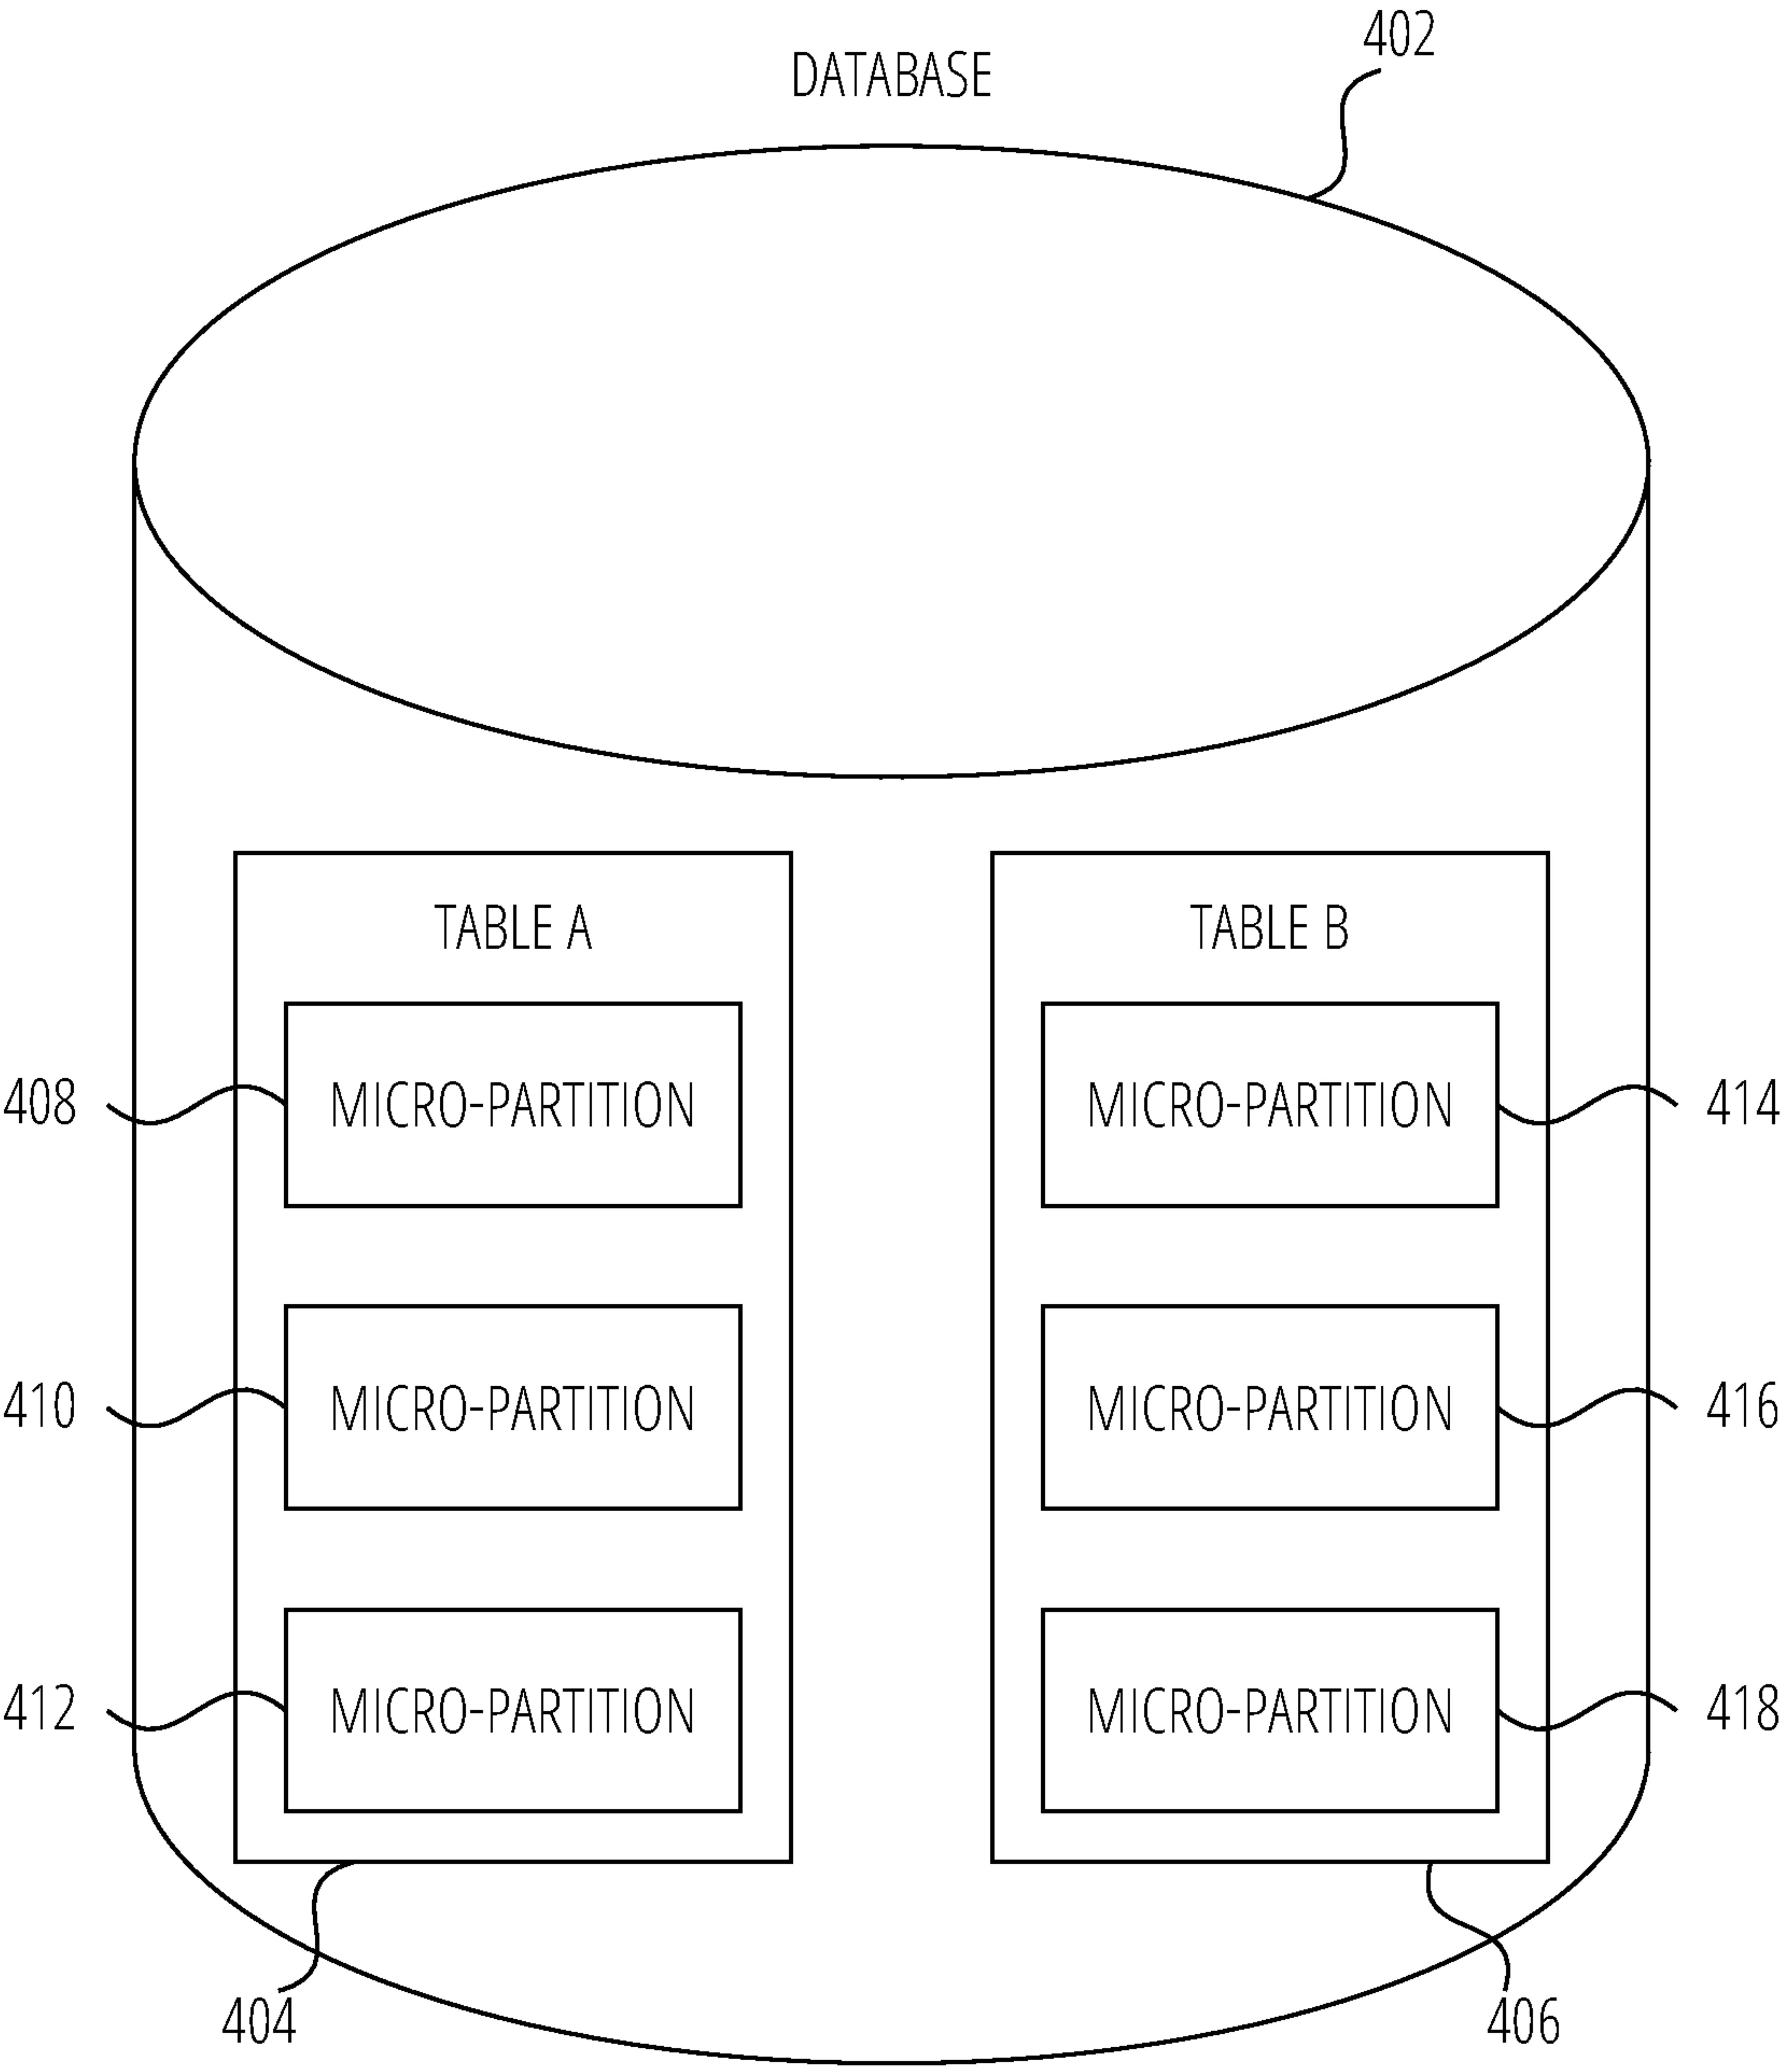 402
DATABASE
TABLE A
TABLE B
408
MICRO-PARTITION
MICRO-PARTITION
414
410
MICRO-PARTITION
MICRO-PARTITION
416
412
MICRO-PARTITION
MICRO-PARTITION
418
404
406